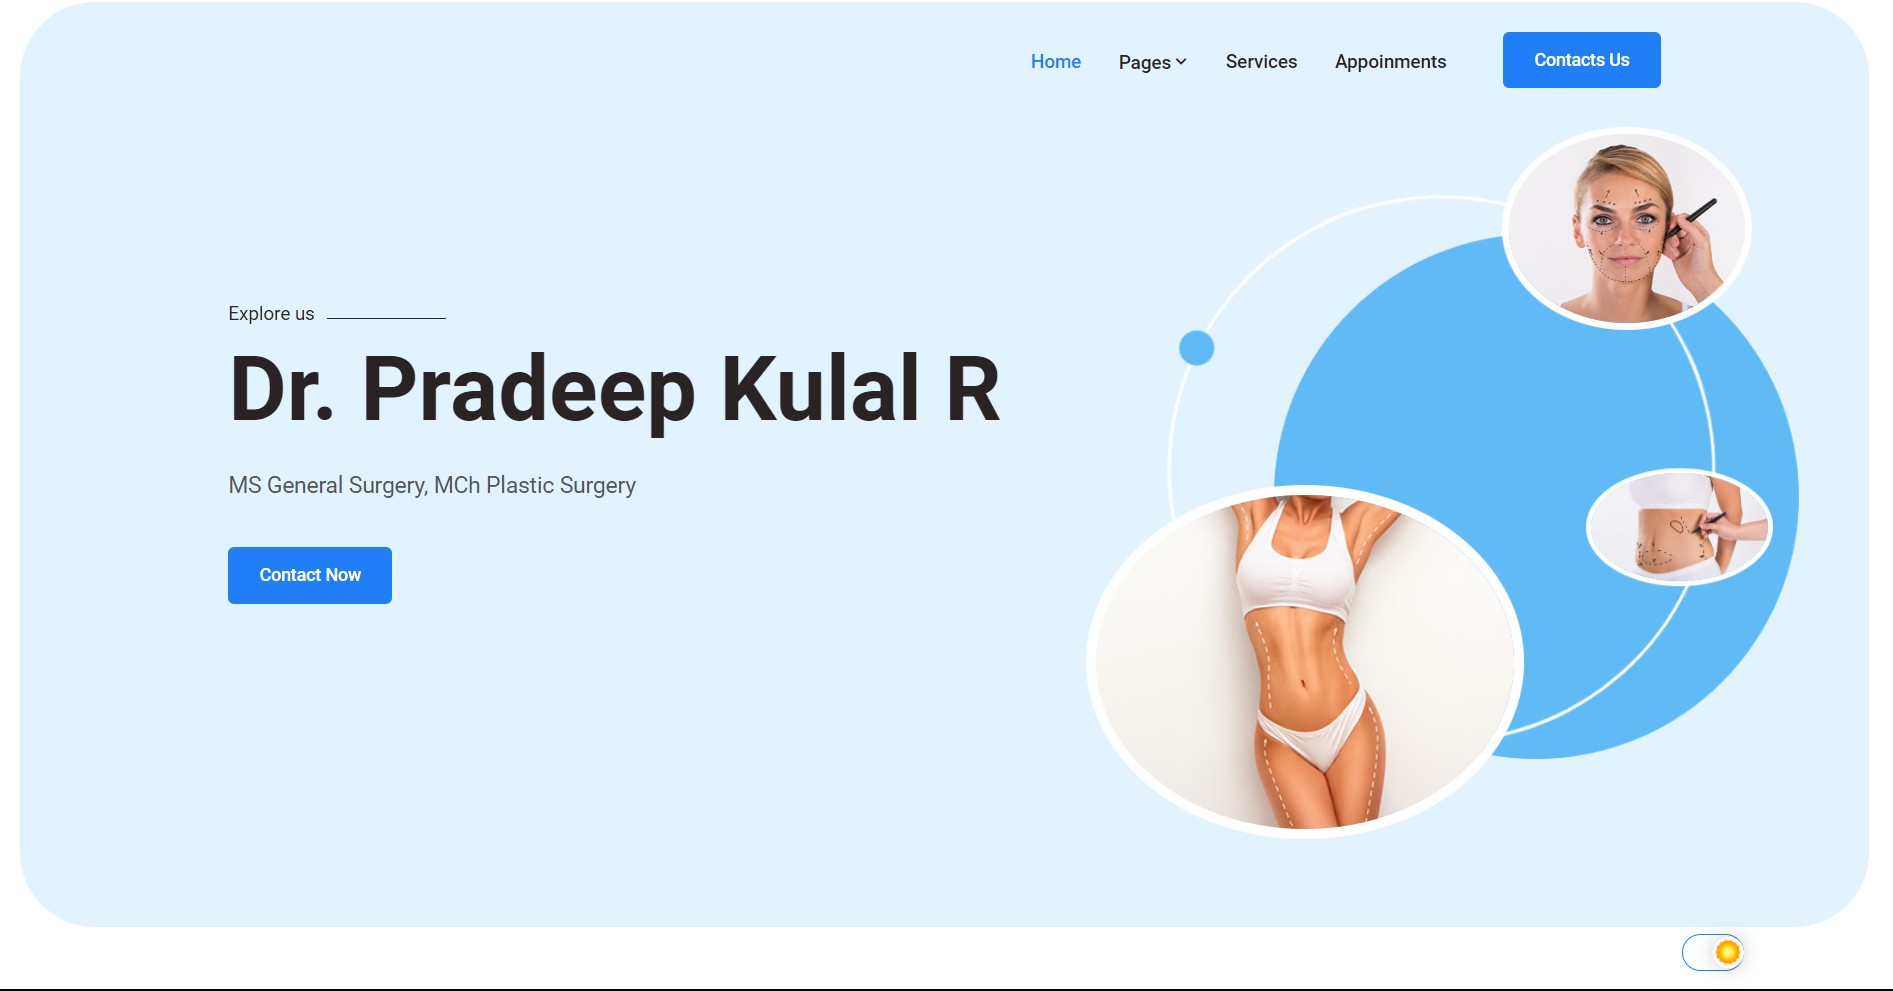 Home Pages Services Appoinments Contacts Us
Explore us
Dr. Pradeep Kulal R
MS General Surgery, MCh Plastic Surgery
Contact Now